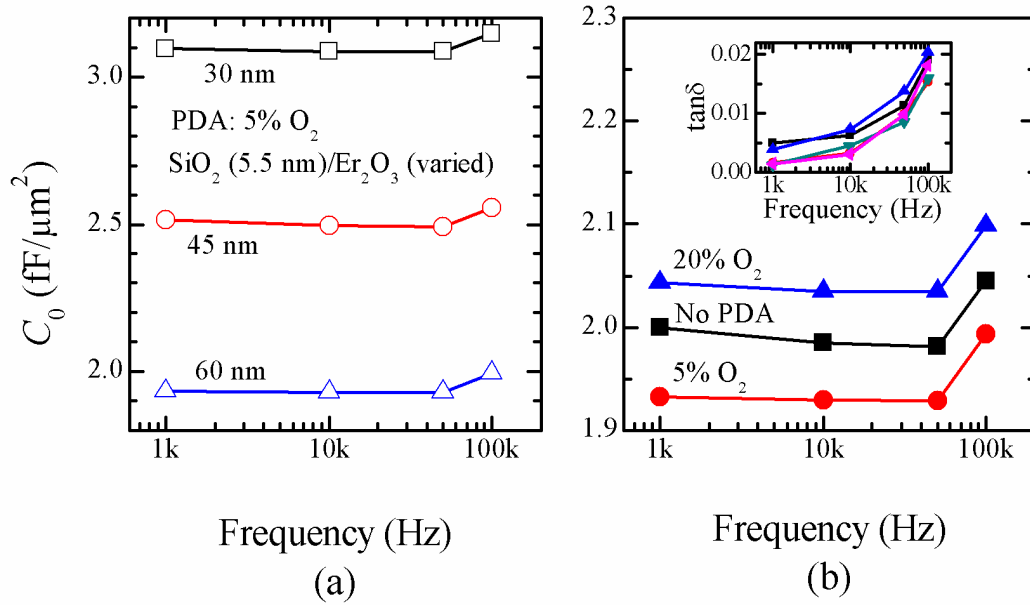 C₀ (fF/μm²)
3.0
2.5
2.0
30 nm
PDA: 5% O₂
SiO₂ (5.5 nm)/Er₂O₃ (varied)
45 nm
60 nm
1k 10k 100k
Frequency (Hz)
(a)
2.3
2.2
2.1
2.0
1.9
tanδ
0.02
0.01
0.00
1k 10k 100k
Frequency (Hz)
20% O₂
No PDA
5% O₂
1k 10k 100k
Frequency (Hz)
(b)